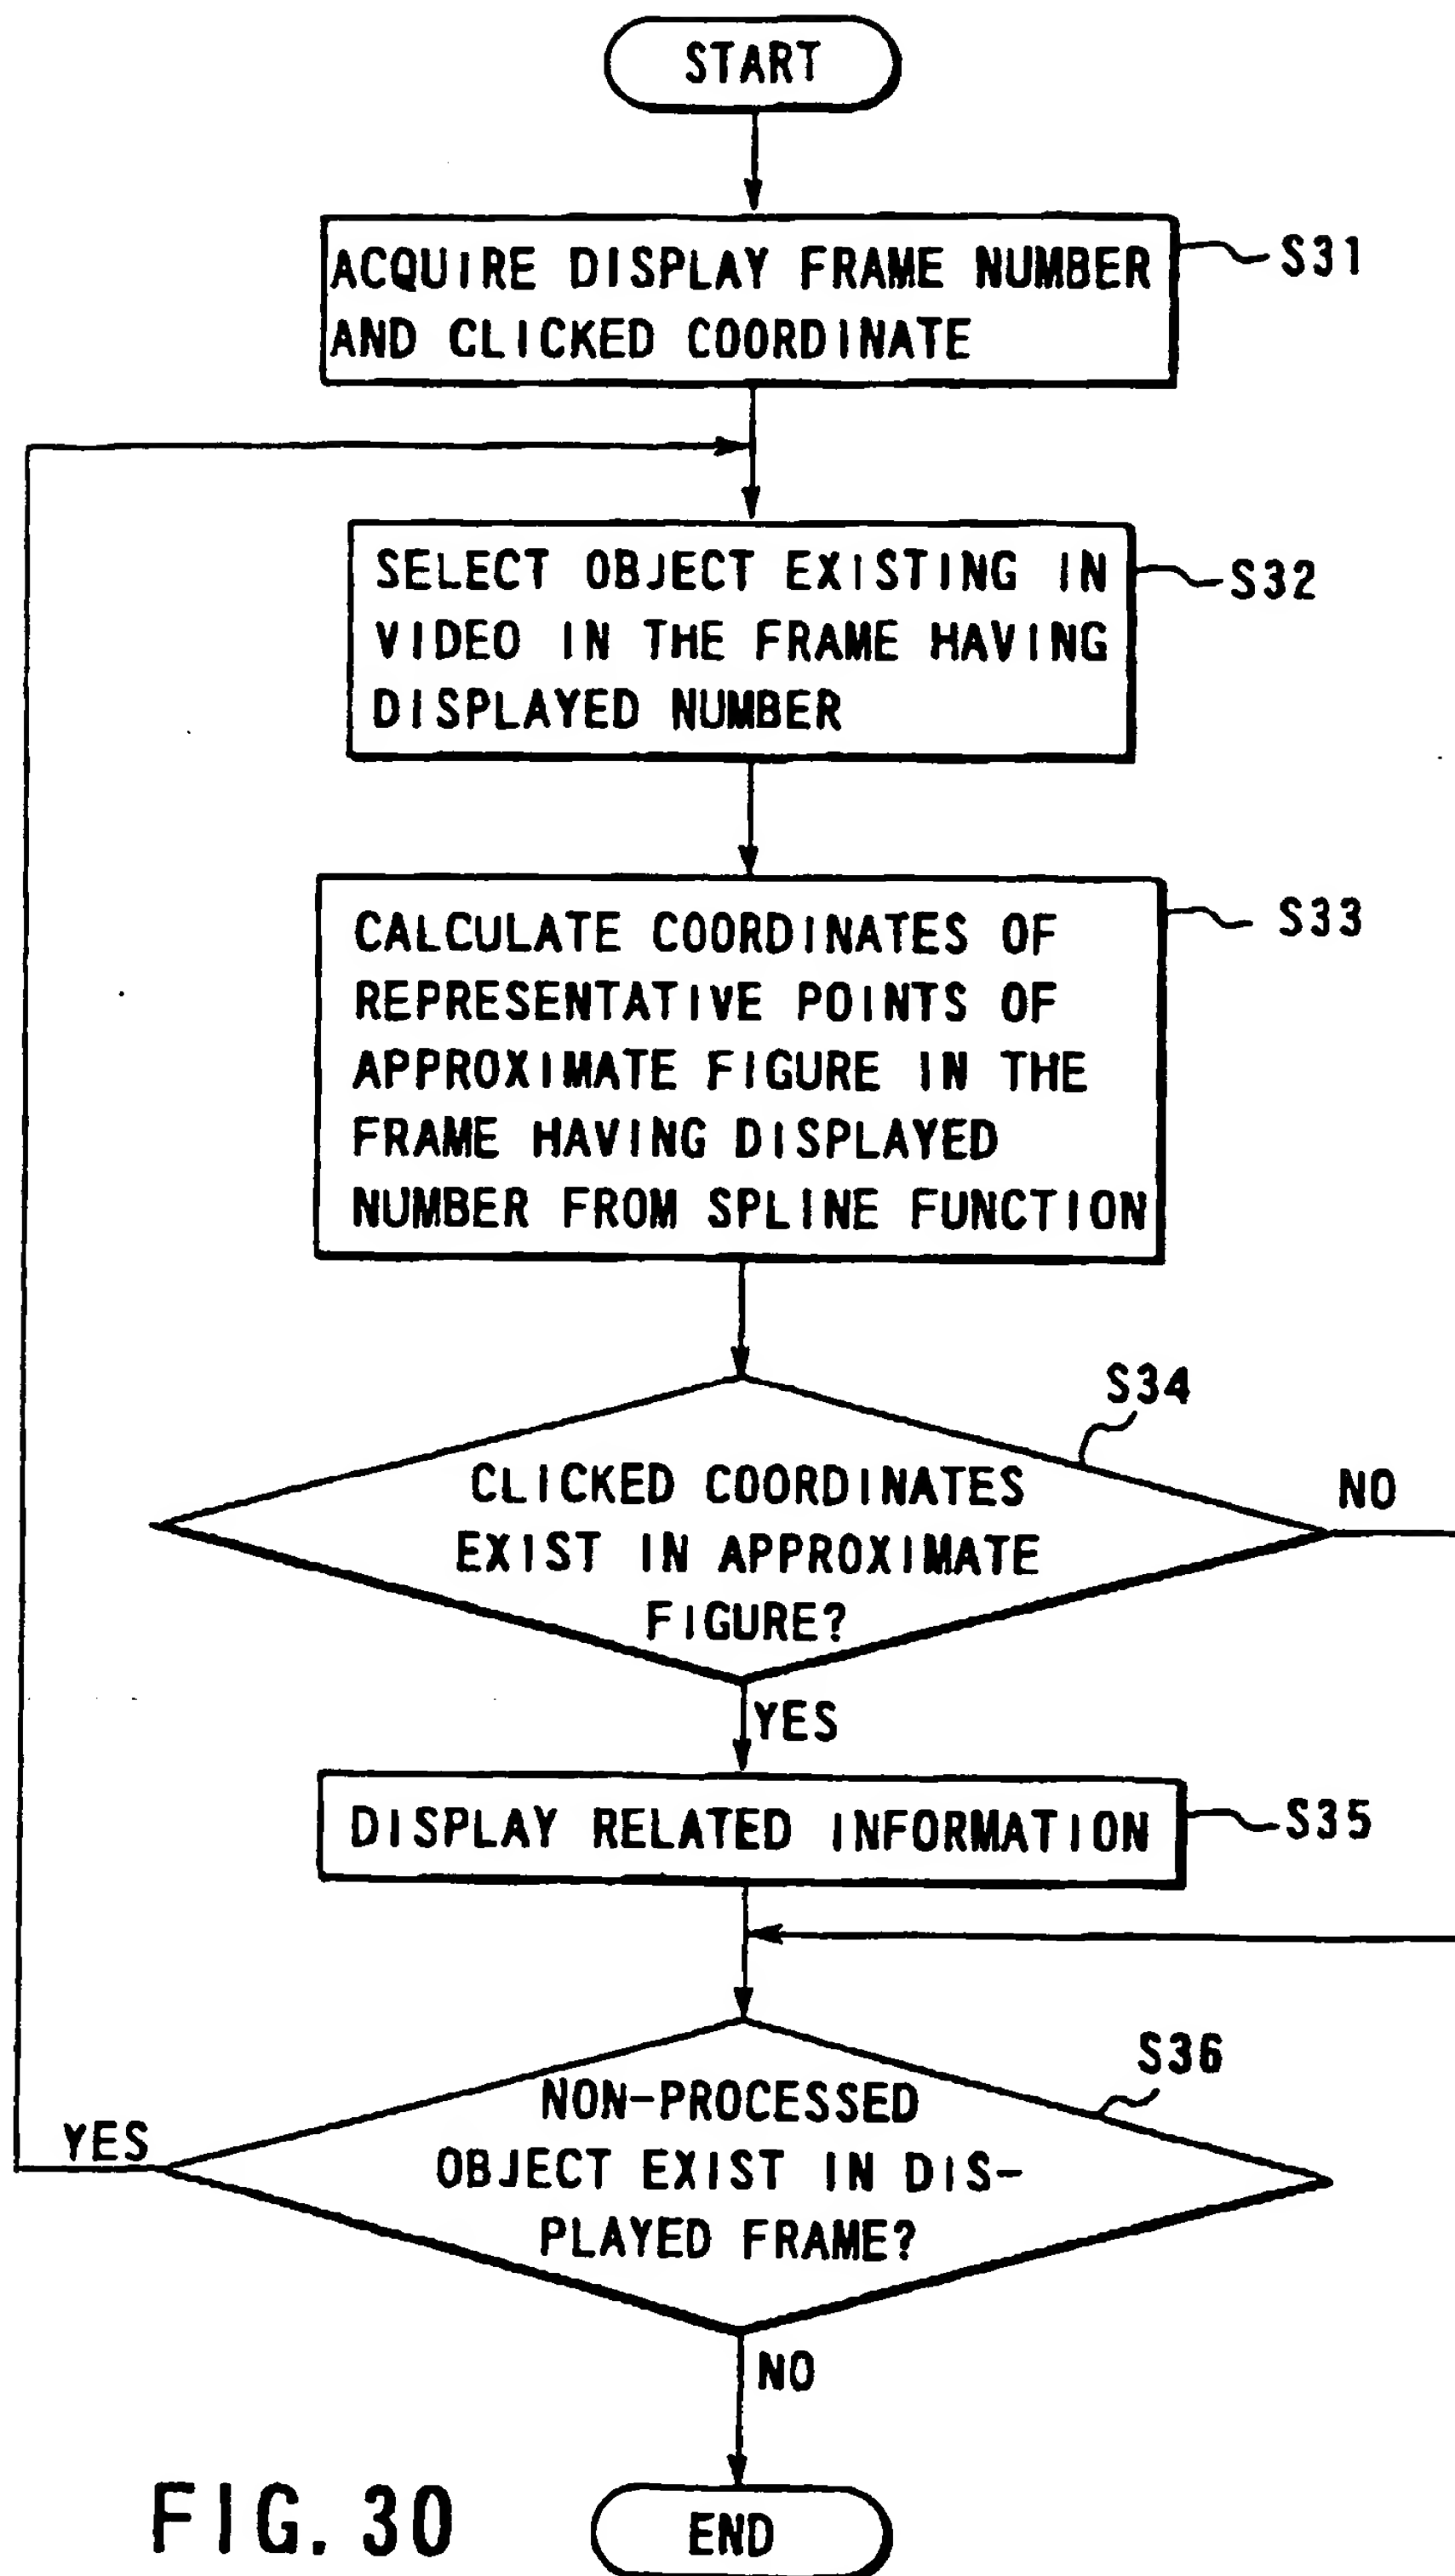 START
ACQUIRE DISPLAY FRAME NUMBER
AND CLICKED COORDINATE
S31
SELECT OBJECT EXISTING IN
VIDEO IN THE FRAME HAVING
DISPLAYED NUMBER
S32
CALCULATE COORDINATES OF
REPRESENTATIVE POINTS OF
APPROXIMATE FIGURE IN THE
FRAME HAVING DISPLAYED
NUMBER FROM SPLINE FUNCTION
S33
S34
CLICKED COORDINATES
EXIST IN APPROXIMATE
FIGURE?
NO
YES
DISPLAY RELATED INFORMATION
S35
S36
NON-PROCESSED
OBJECT EXIST IN DIS-
PLAYED FRAME?
YES
NO
END
FIG. 30